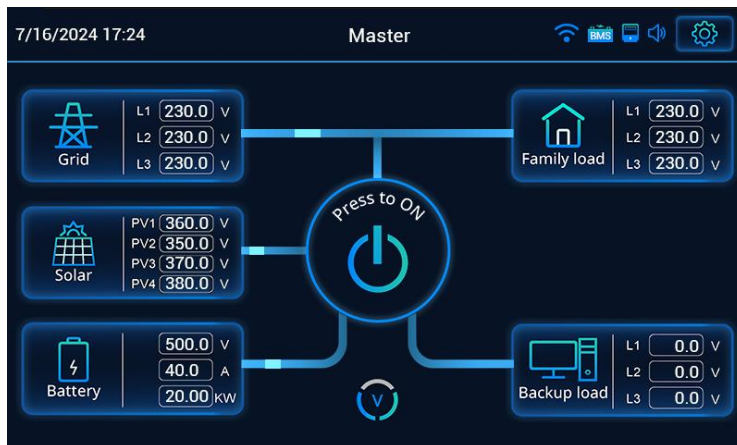 7/16/2024 17:24
Master
BMS
Grid
L1 230.0 V
L2 230.0 V
L3 230.0 V
Family load
L1 230.0 V
L2 230.0 V
L3 230.0 V
Solar
PV1 360.0 V
PV2 350.0 V
PV3 370.0 V
PV4 380.0 V
Press to ON
Battery
500.0 V
40.0 A
20.00 KW
V
Backup load
L1 0.0 V
L2 0.0 V
L3 0.0 V